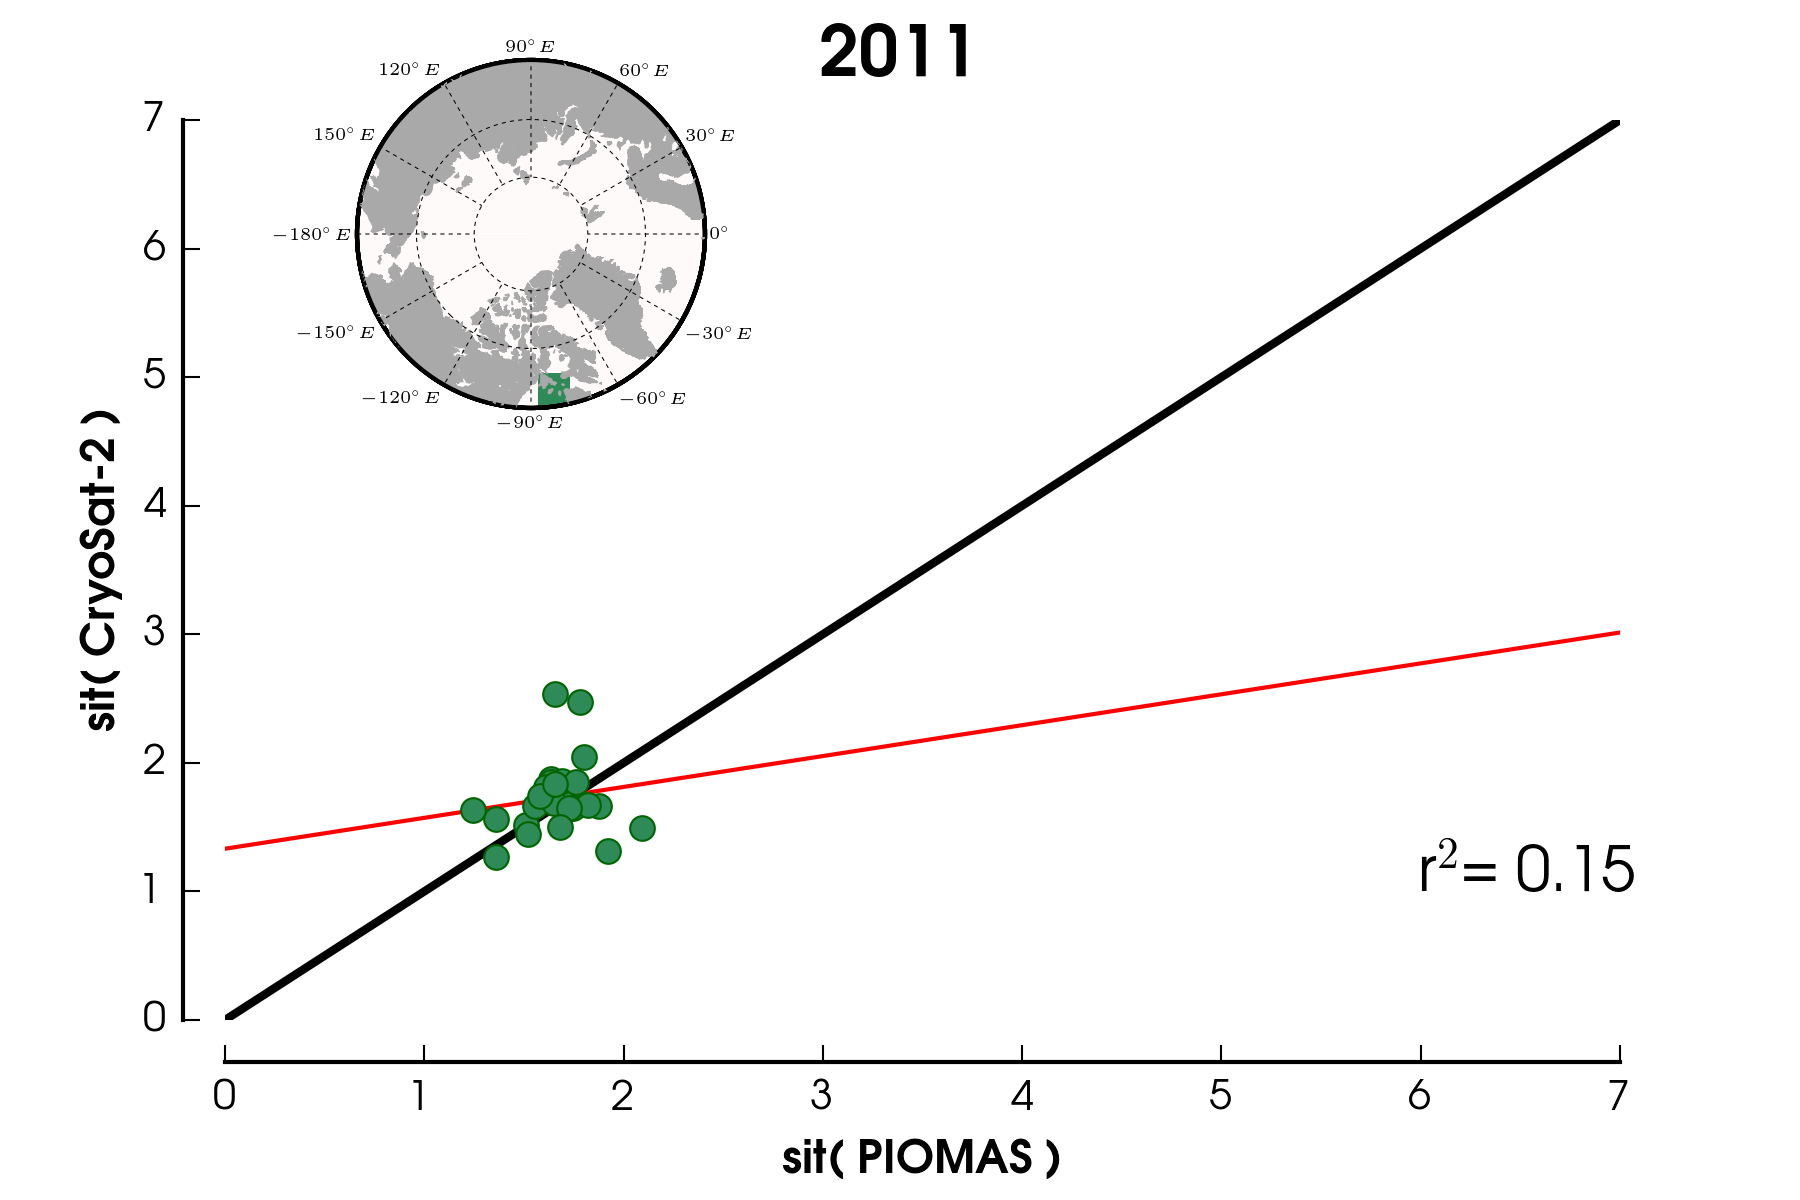 2011
90° E
120° E
60° E
150° E
30° E
−180° E
0°
−150° E
−30° E
−120° E
−60° E
−90° E
7
6
5
4
3
2
1
0
sit( CryoSat-2 )
r²= 0.15
0 1 2 3 4 5 6 7
sit( PIOMAS )